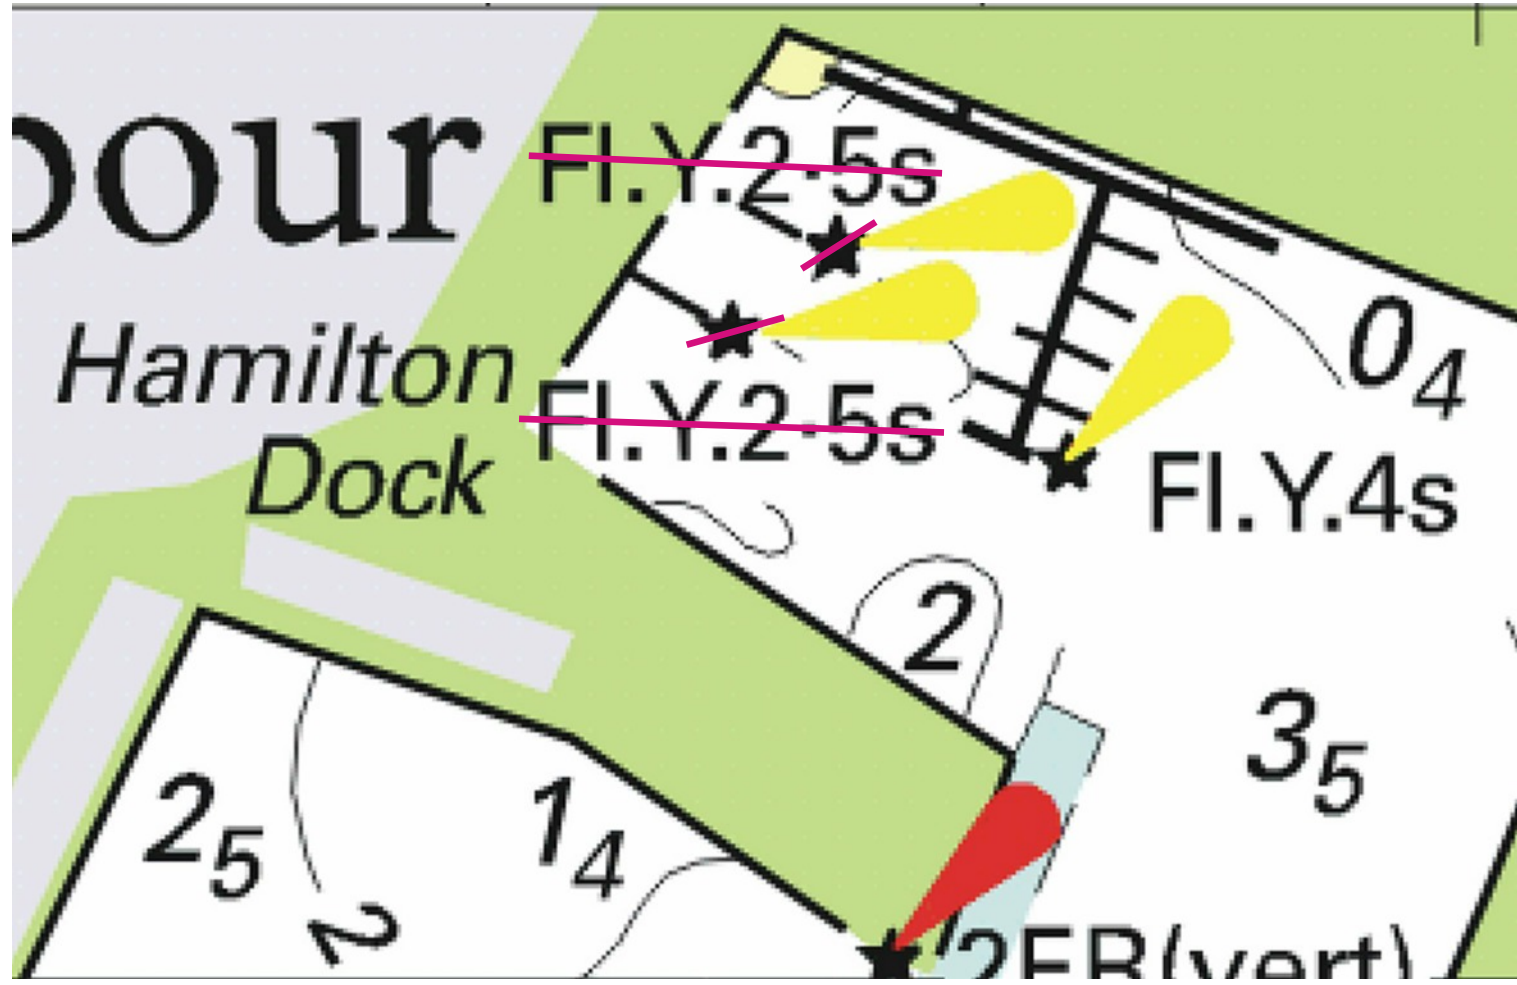 bour
Fl.Y.2·5s
Hamilton
Dock
Fl.Y.2·5s
0₄
Fl.Y.4s
2
3₅
2₅
1₄
2
2FR(vert)